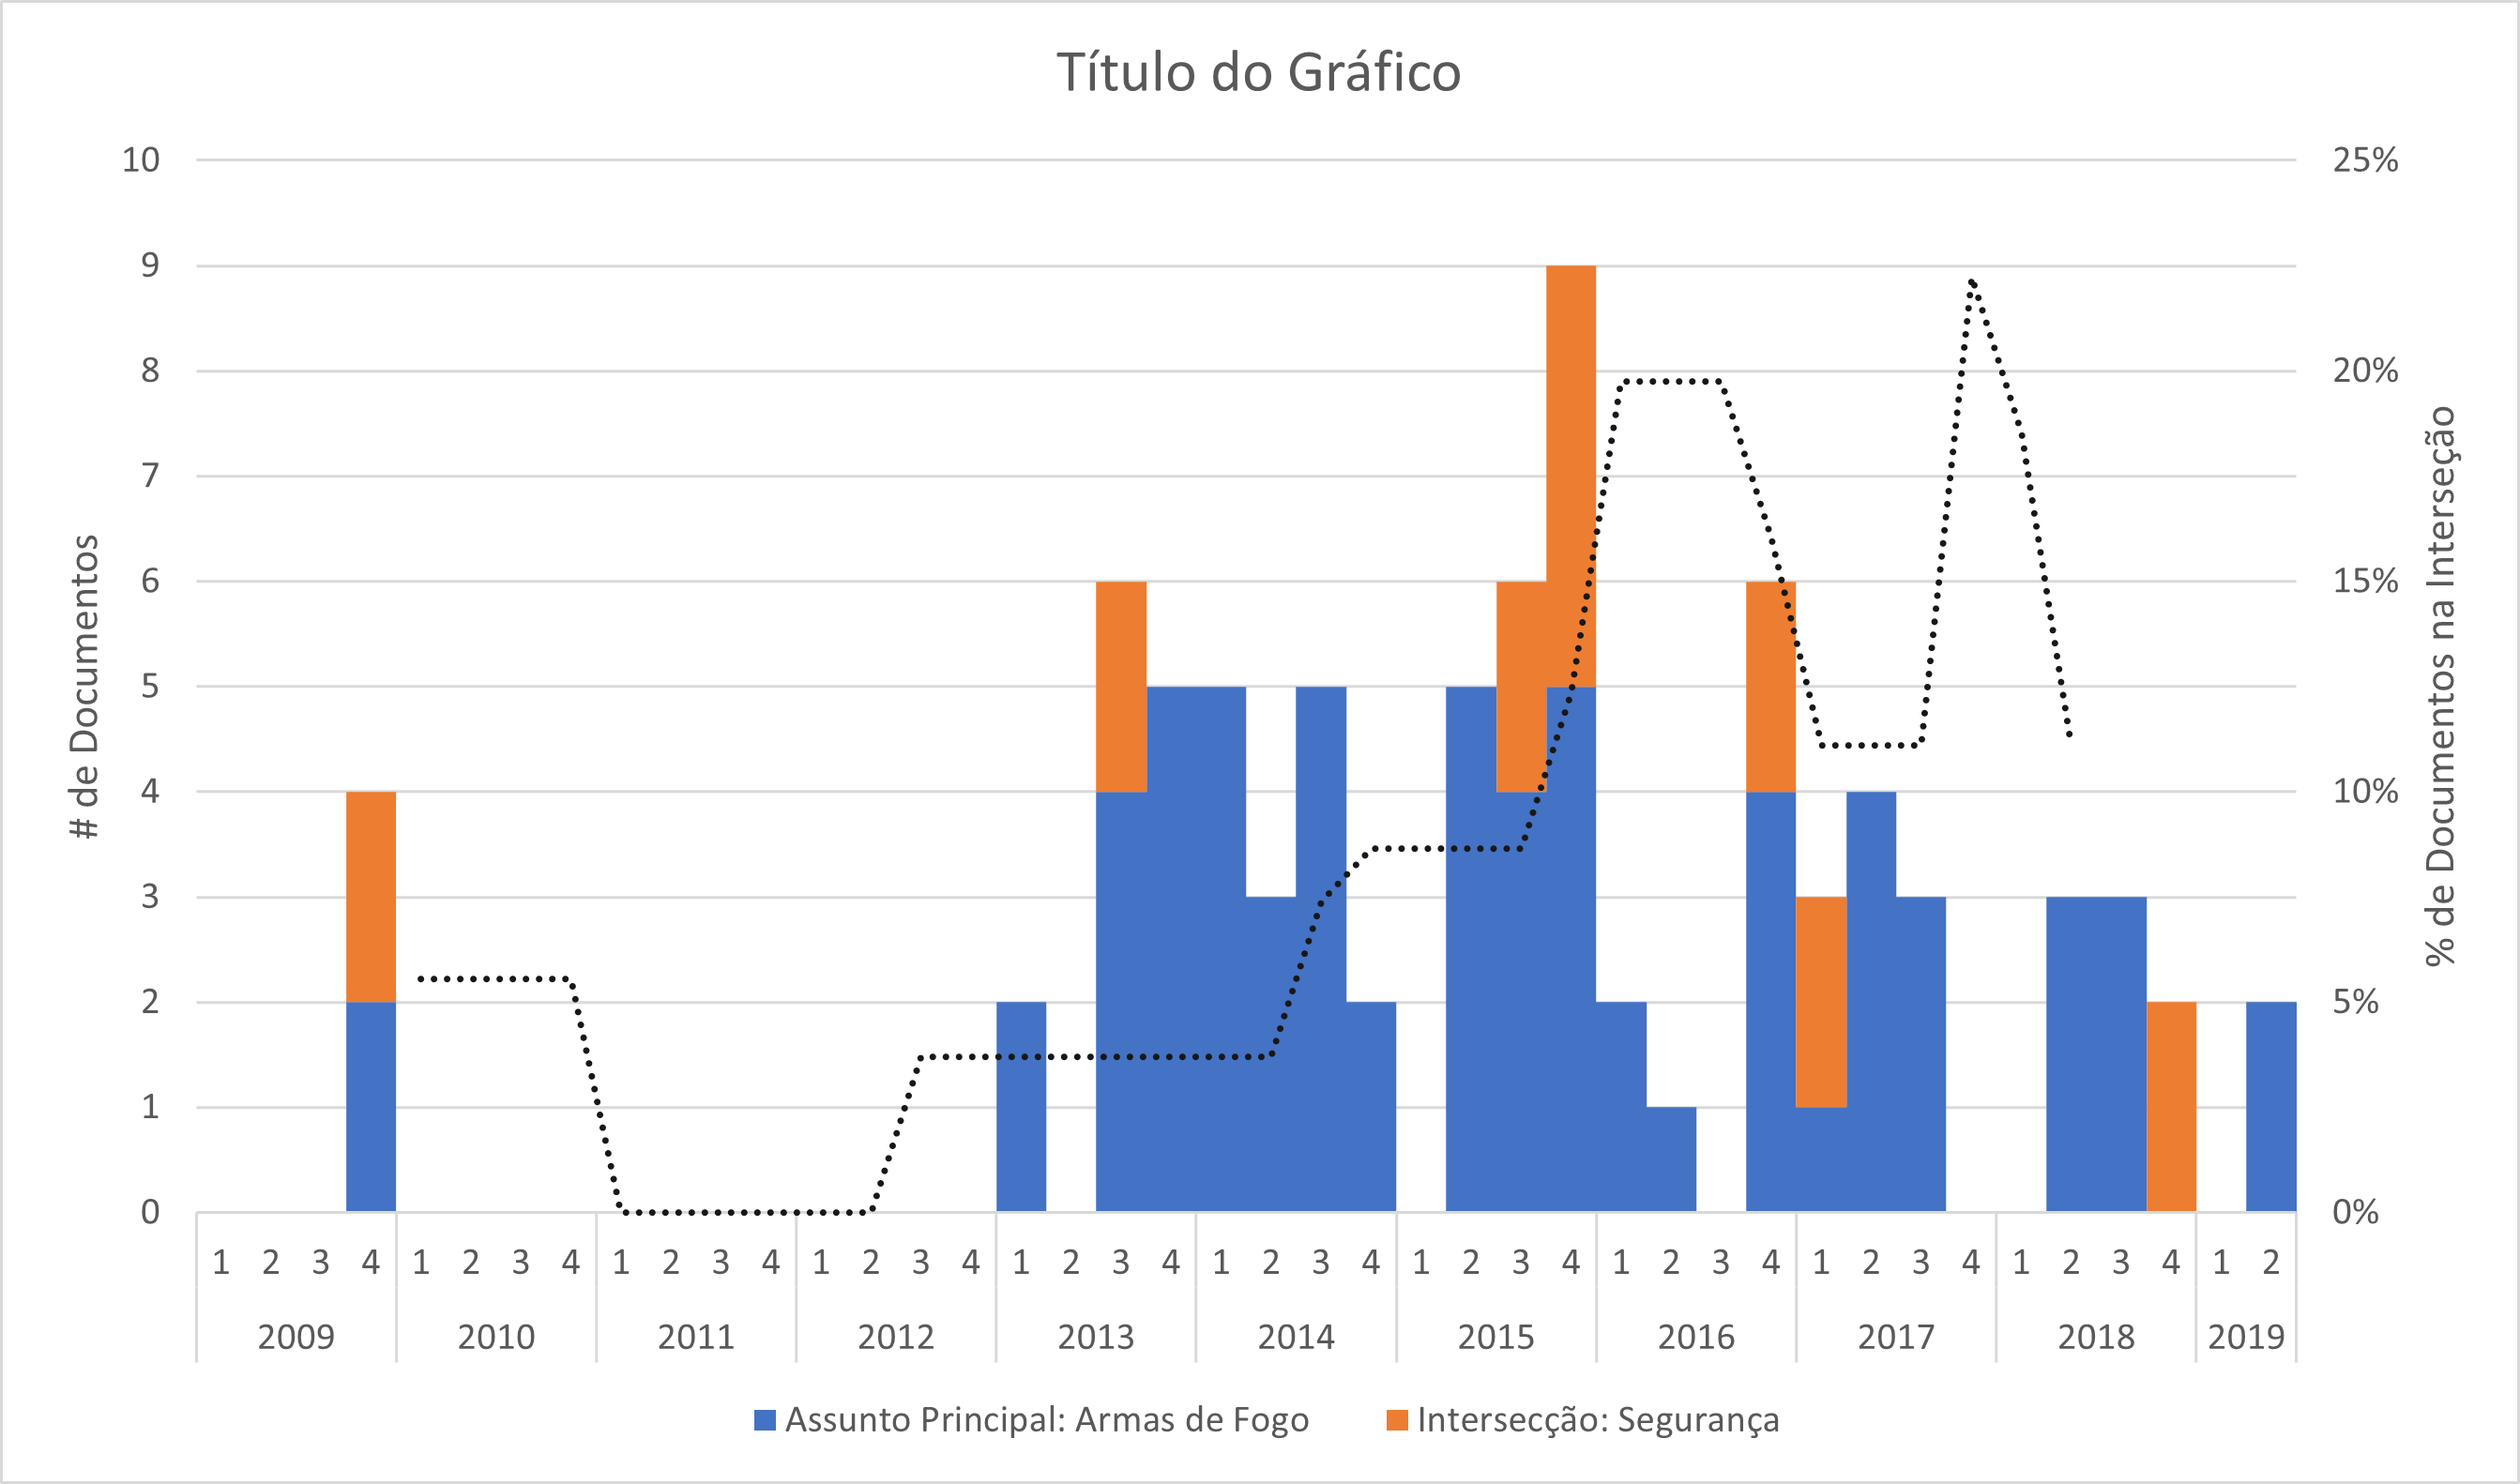 Título do Gráfico
10
9
8
7
6
5
4
3
2
1
0
# de Documentos
25%
20%
15%
10%
5%
0%
% de Documentos na Interseção
1 2 3 4 1 2 3 4 1 2 3 4 1 2 3 4 1 2 3 4 1 2 3 4 1 2 3 4 1 2 3 4 1 2 3 4 1 2 3 4 1 2
2009 2010 2011 2012 2013 2014 2015 2016 2017 2018 2019
Assunto Principal: Armas de Fogo Intersecção: Segurança